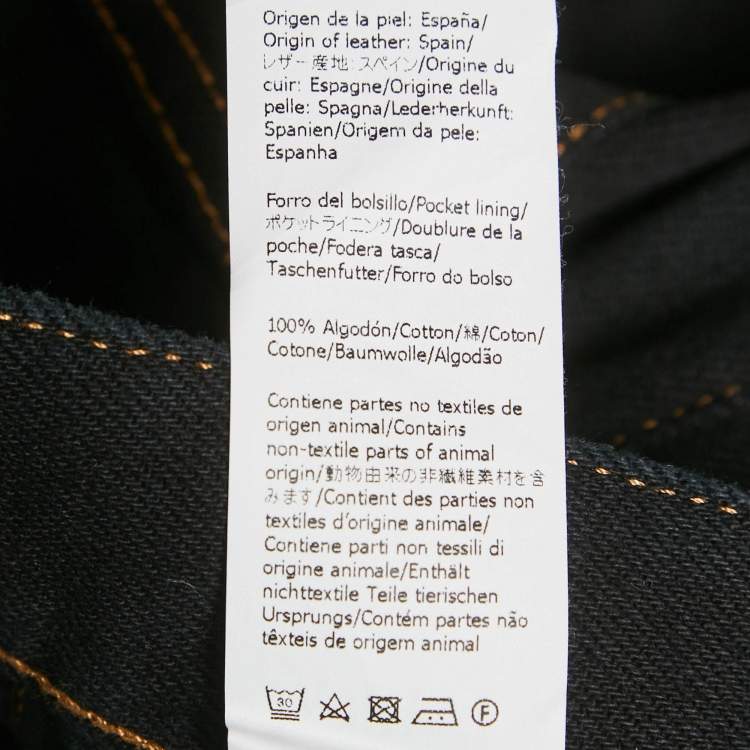 Origen de la piel: España/
Origin of leather: Spain/
レザー産地: スペイン/Origine du
cuir: Espagne/Origine della
pelle: Spagna/Lederherkunft:
Spanien/Origem da pele:
Espanha
Forro del bolsillo/Pocket lining/
ポケットライニング/Doublure de la
poche/Fodera tasca/
Taschenfutter/Forro do bolso
100% Algodón/Cotton/綿/Coton/
Cotone/Baumwolle/Algodão
Contiene partes no textiles de
origen animal/Contains
non-textile parts of animal
origin/動物由来の非繊維素材を含
みます/Contient des parties non
textiles d'origine animale/
Contiene parti non tessili di
origine animale/Enthält
nichttextile Teile tierischen
Ursprungs/Contém partes não
têxteis de origem animal
30 F